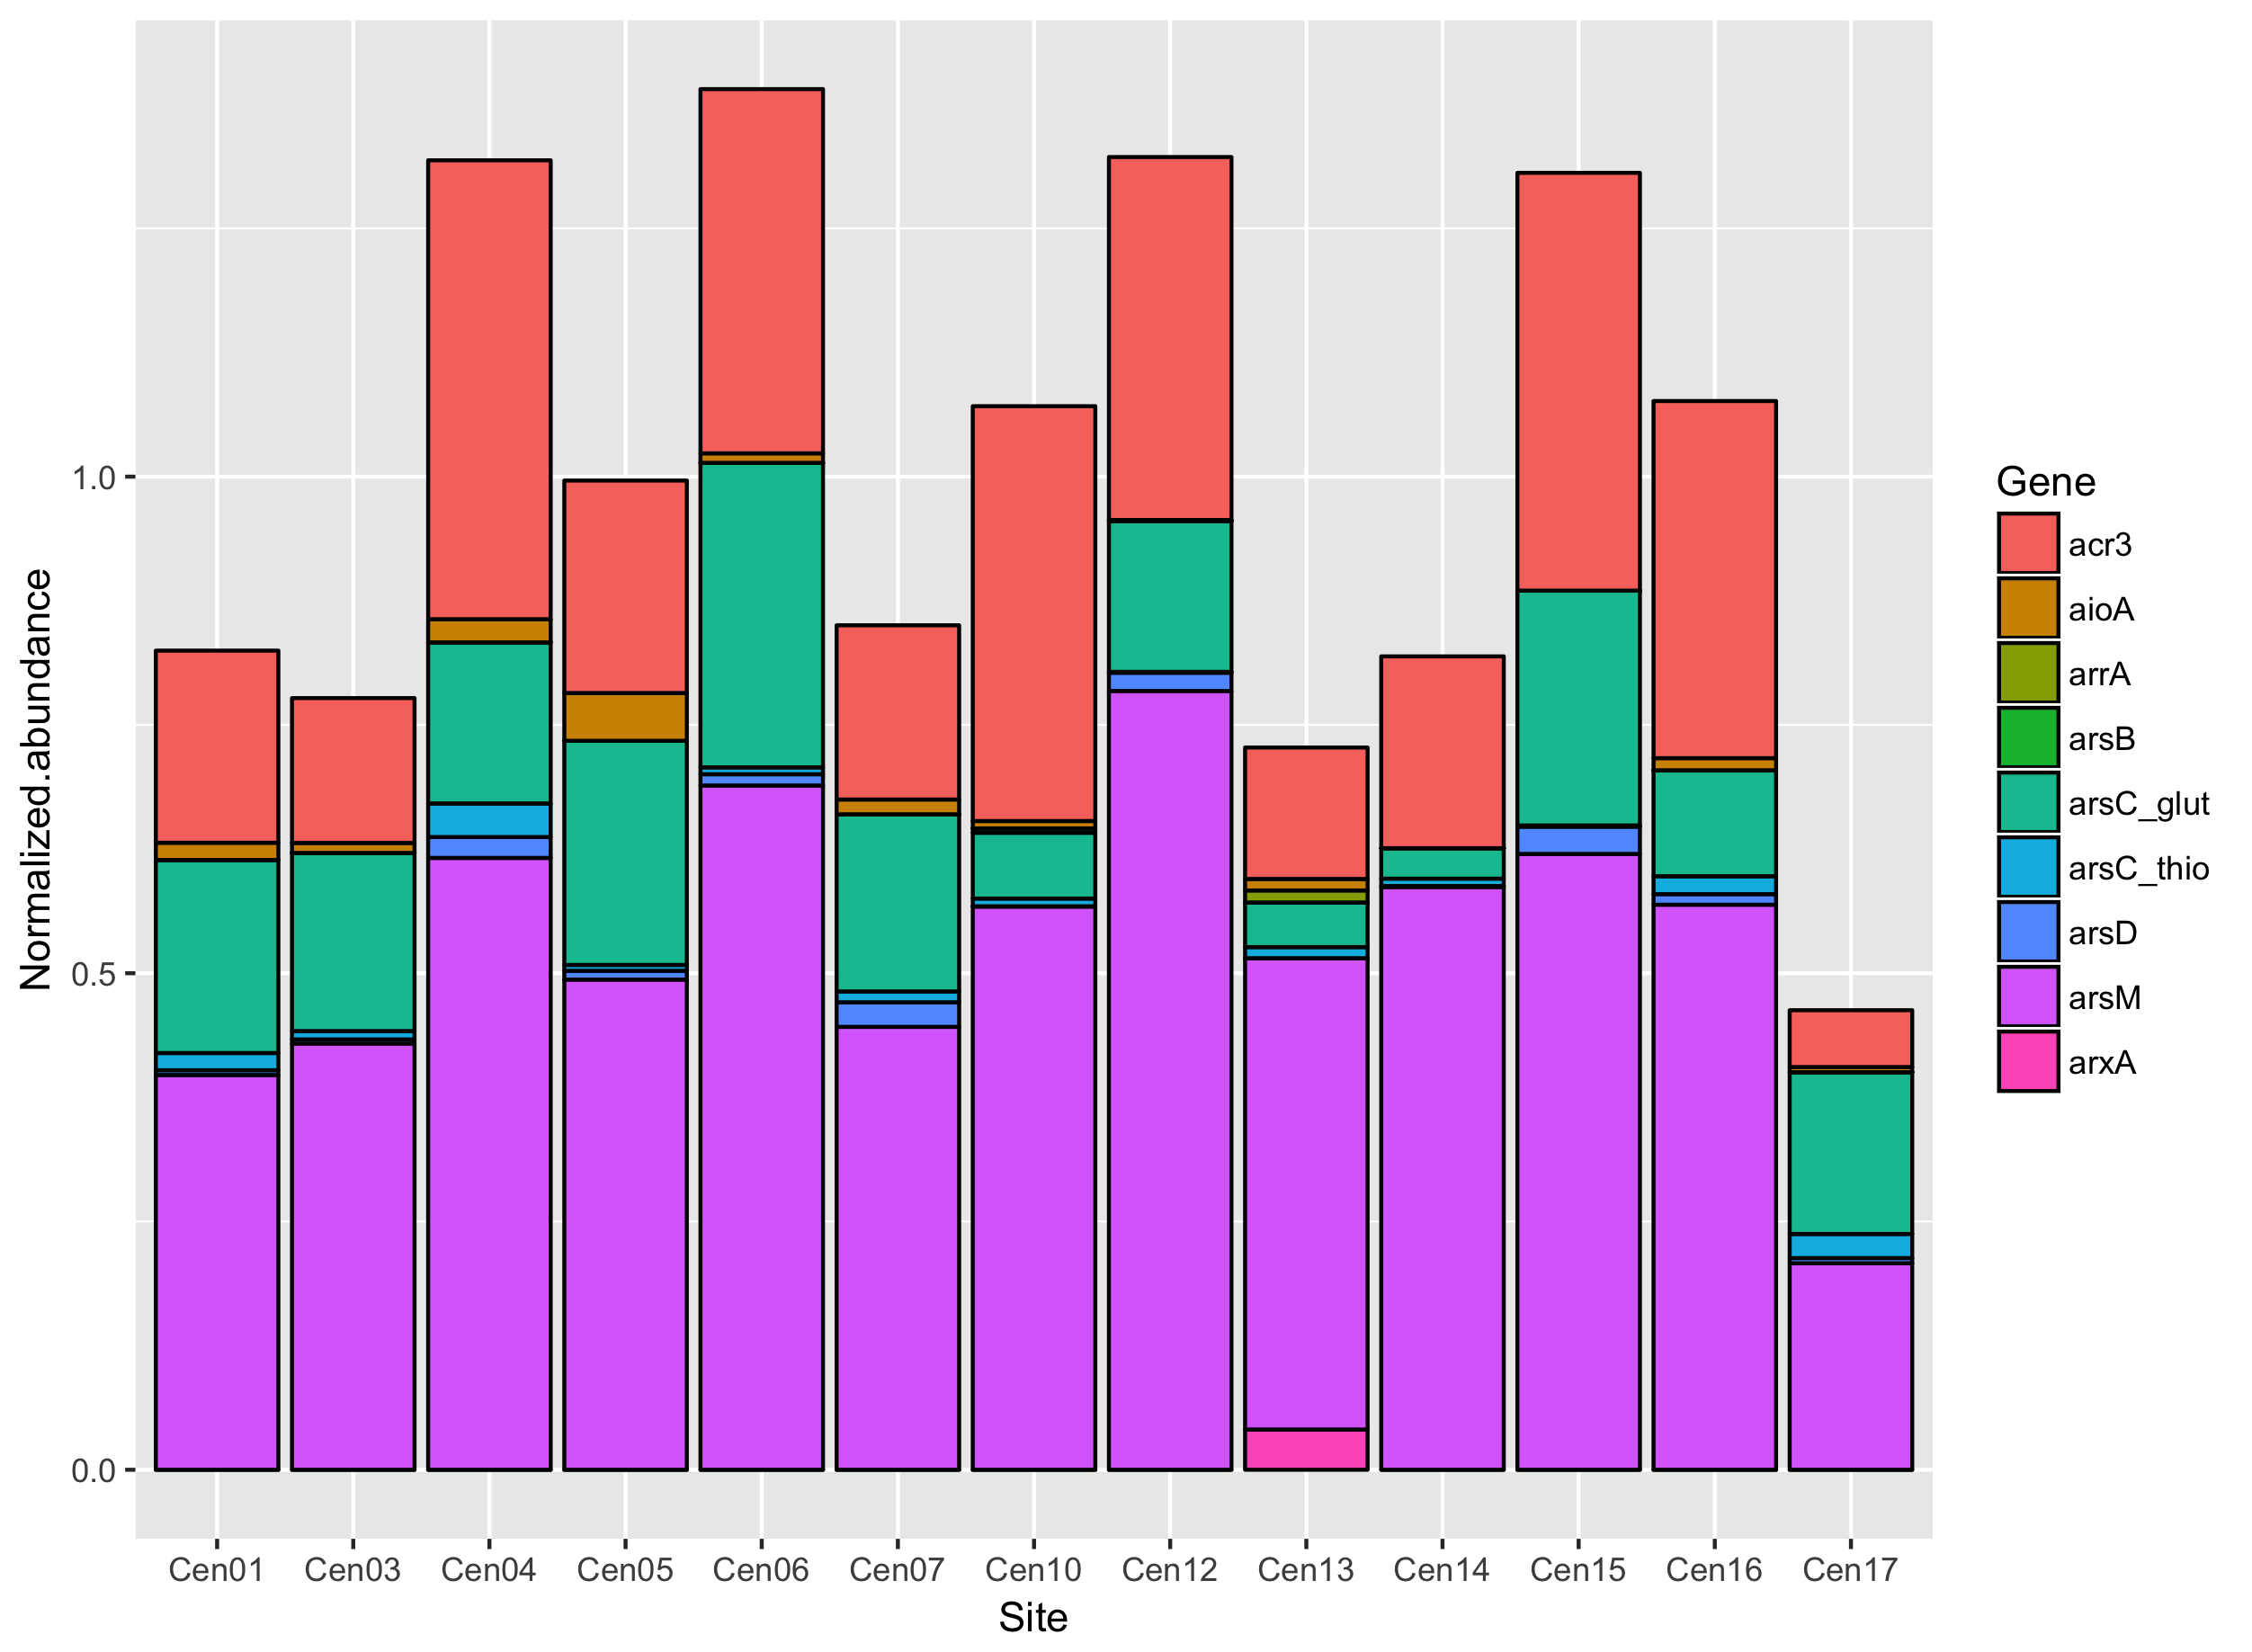 Normalized.abundance
1.0
0.5
0.0
Cen01 Cen03 Cen04 Cen05 Cen06 Cen07 Cen10 Cen12 Cen13 Cen14 Cen15 Cen16 Cen17
Site
Gene
acr3
aioA
arrA
arsB
arsC_glut
arsC_thio
arsD
arsM
arxA